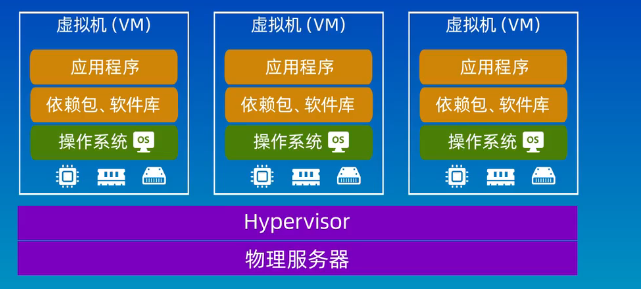 虚拟机 (VM)
虚拟机 (VM)
虚拟机 (VM)
应用程序
应用程序
应用程序
依赖包、软件库
依赖包、软件库
依赖包、软件库
操作系统 OS
操作系统 OS
操作系统 OS
Hypervisor
物理服务器